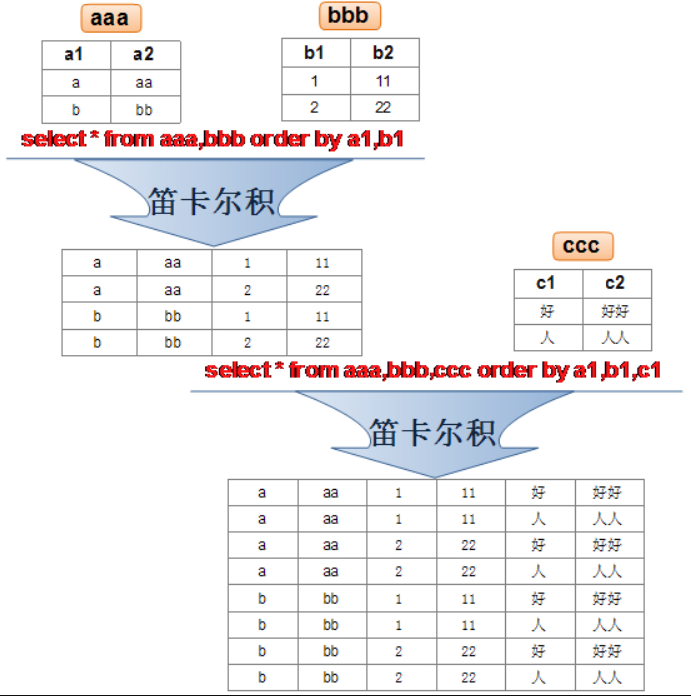 aaa bbb
a1 a2 b1 b2
a aa 1 11
b bb 2 22
select * from aaa,bbb order by a1,b1
笛卡尔积
a aa 1 11
a aa 2 22
b bb 1 11
b bb 2 22
ccc
c1 c2
好 好好
人 人人
select * from aaa,bbb,ccc order by a1,b1,c1
笛卡尔积
a aa 1 11 好 好好
a aa 1 11 人 人人
a aa 2 22 好 好好
a aa 2 22 人 人人
b bb 1 11 好 好好
b bb 1 11 人 人人
b bb 2 22 好 好好
b bb 2 22 人 人人